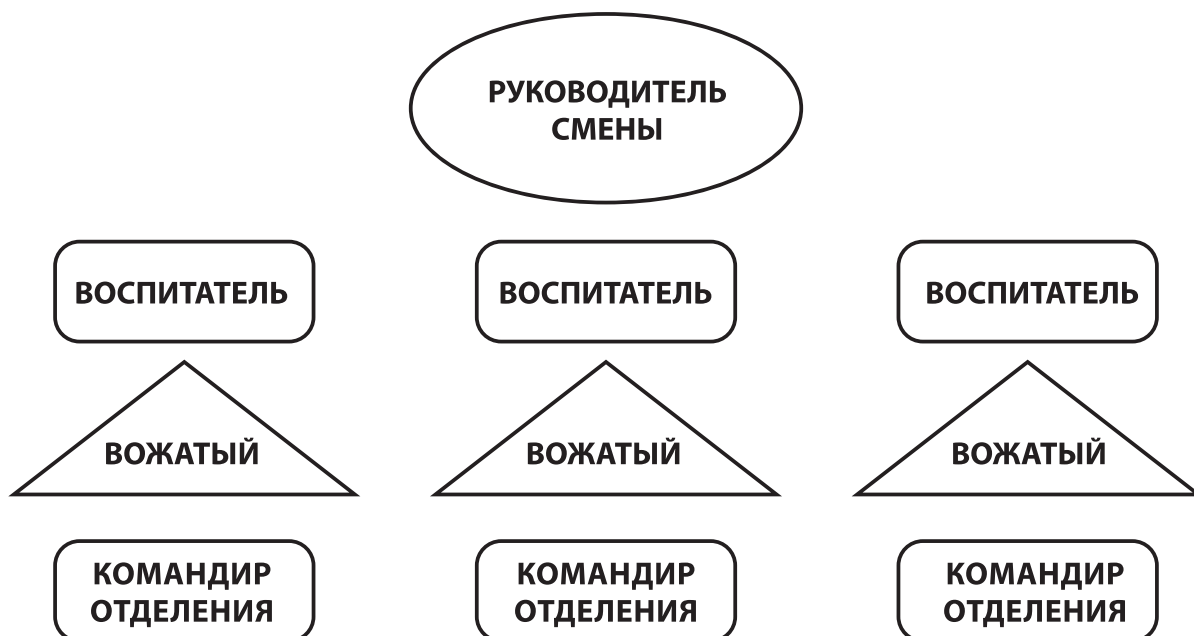 РУКОВОДИТЕЛЬ
СМЕНЫ
ВОСПИТАТЕЛЬ
ВОСПИТАТЕЛЬ
ВОСПИТАТЕЛЬ
ВОЖАТЫЙ
ВОЖАТЫЙ
ВОЖАТЫЙ
КОМАНДИР
ОТДЕЛЕНИЯ
КОМАНДИР
ОТДЕЛЕНИЯ
КОМАНДИР
ОТДЕЛЕНИЯ